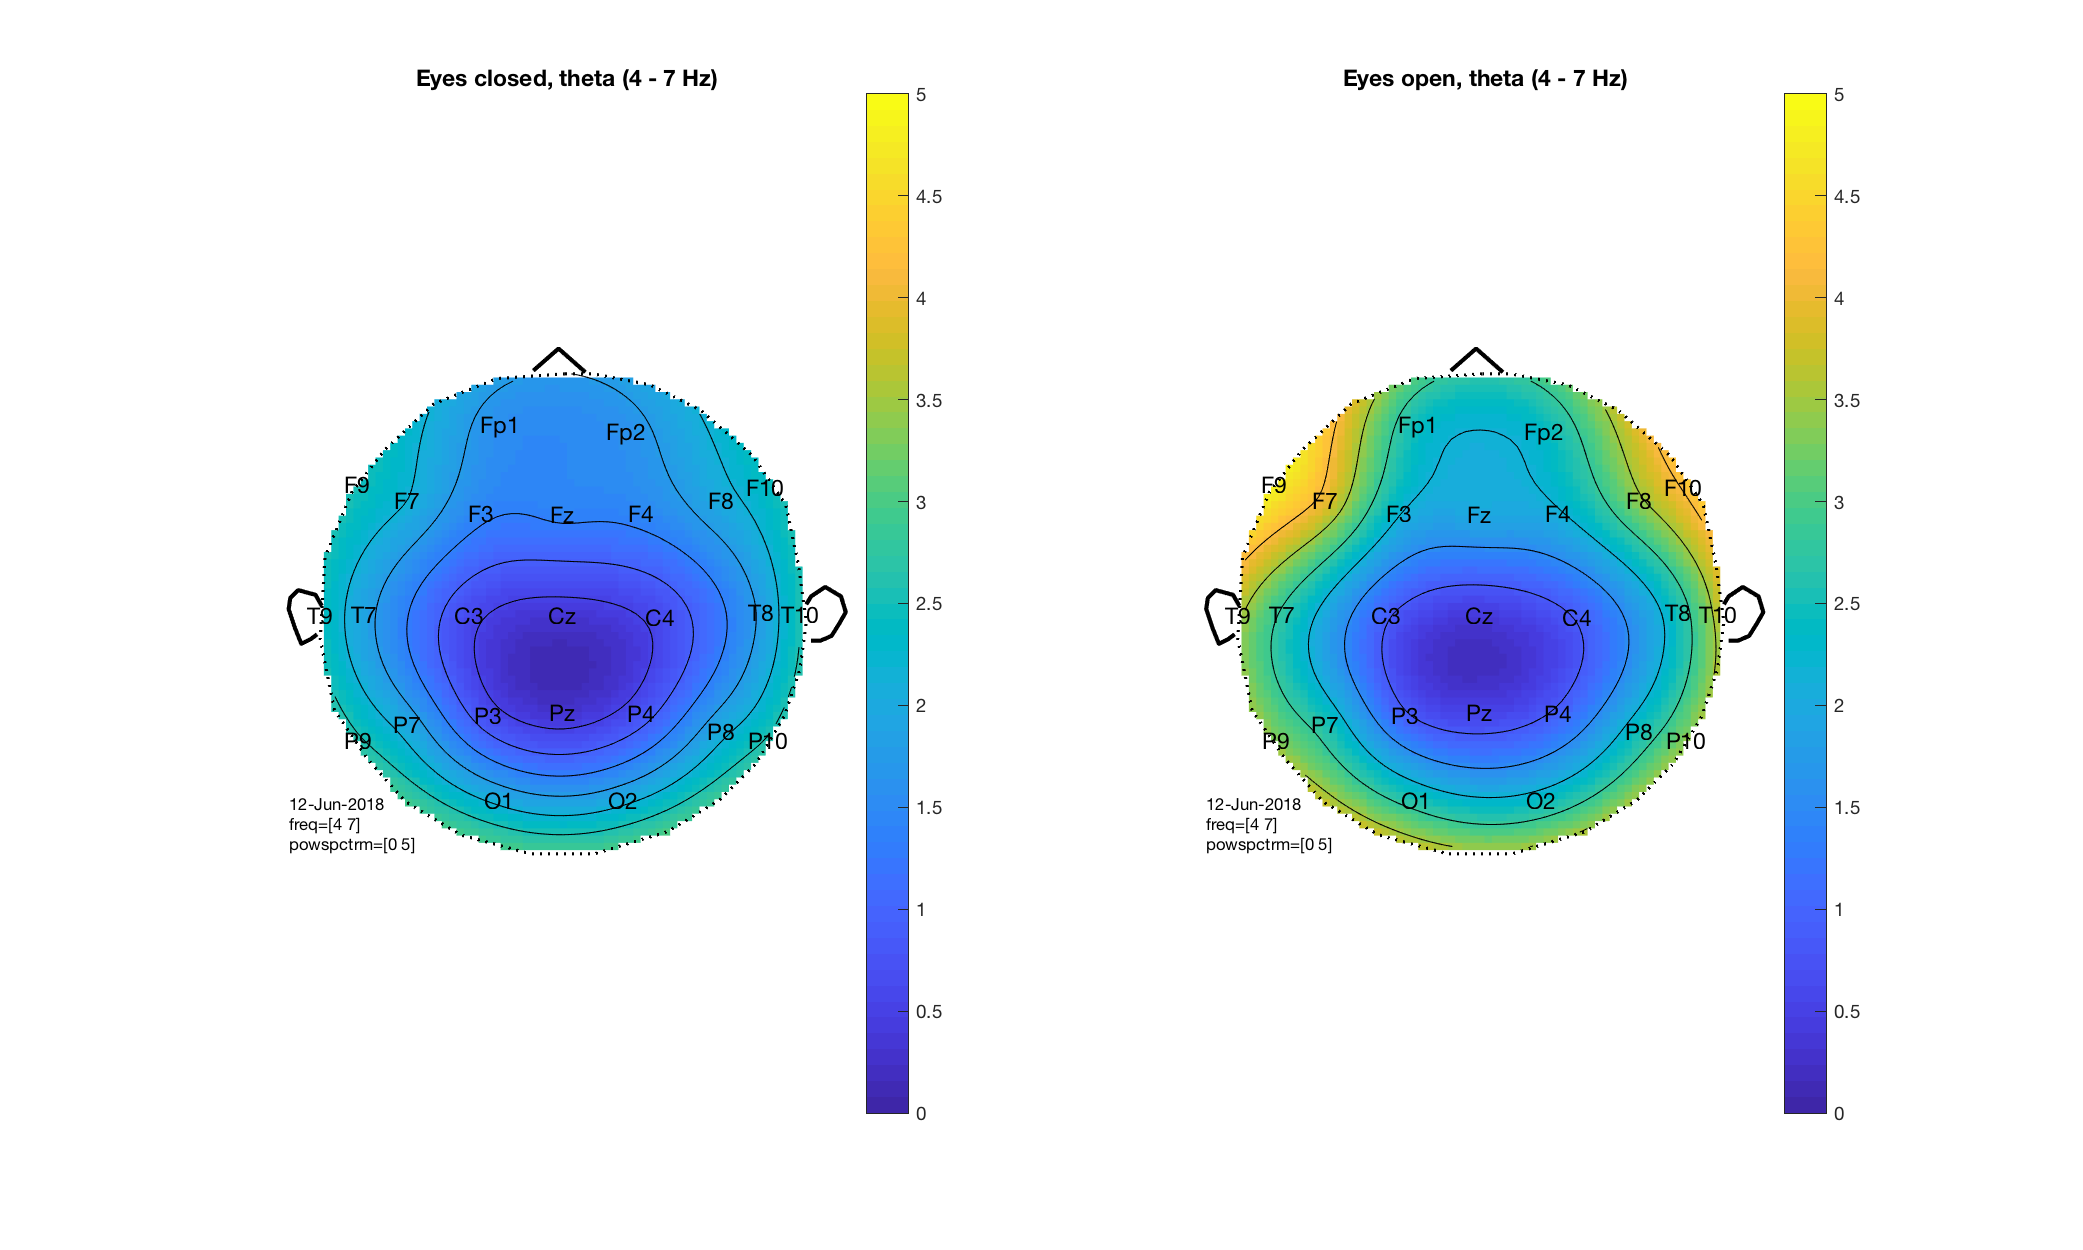 Eyes closed, theta (4 - 7 Hz)
5
4.5
4
3.5
3
2.5
2
1.5
1
0.5
0
Fp1 Fp2
F9 F7 F3 Fz F4 F8 F10
T9 T7 C3 Cz C4 T8 T10
P9 P7 P3 Pz P4 P8 P10
O1 O2
12-Jun-2018
freq=[4 7]
powspctrm=[0 5]
Eyes open, theta (4 - 7 Hz)
5
4.5
4
3.5
3
2.5
2
1.5
1
0.5
0
Fp1 Fp2
F9 F7 F3 Fz F4 F8 F10
T9 T7 C3 Cz C4 T8 T10
P9 P7 P3 Pz P4 P8 P10
O1 O2
12-Jun-2018
freq=[4 7]
powspctrm=[0 5]